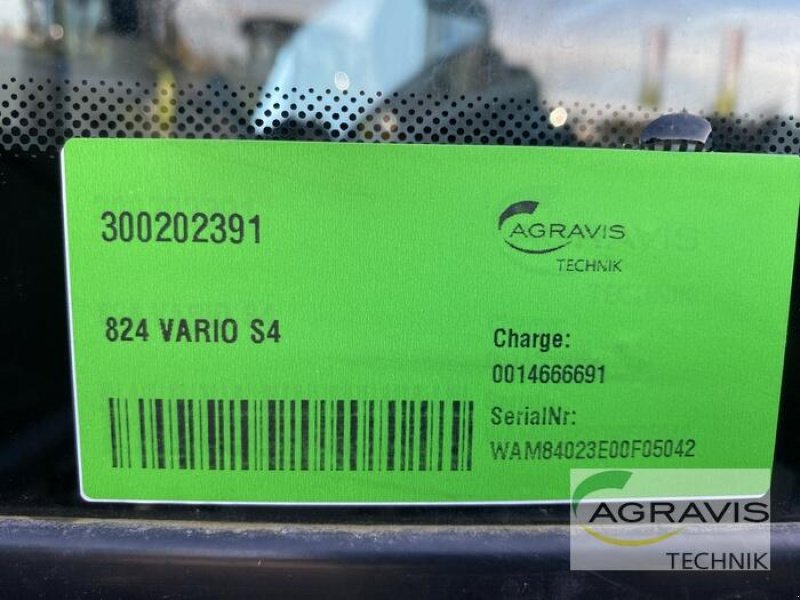 300202391
AGRAVIS
TECHNIK
824 VARIO S4
Charge:
0014666691
SerialNr:
WAM84023E00F05042
AGRAVIS
TECHNIK